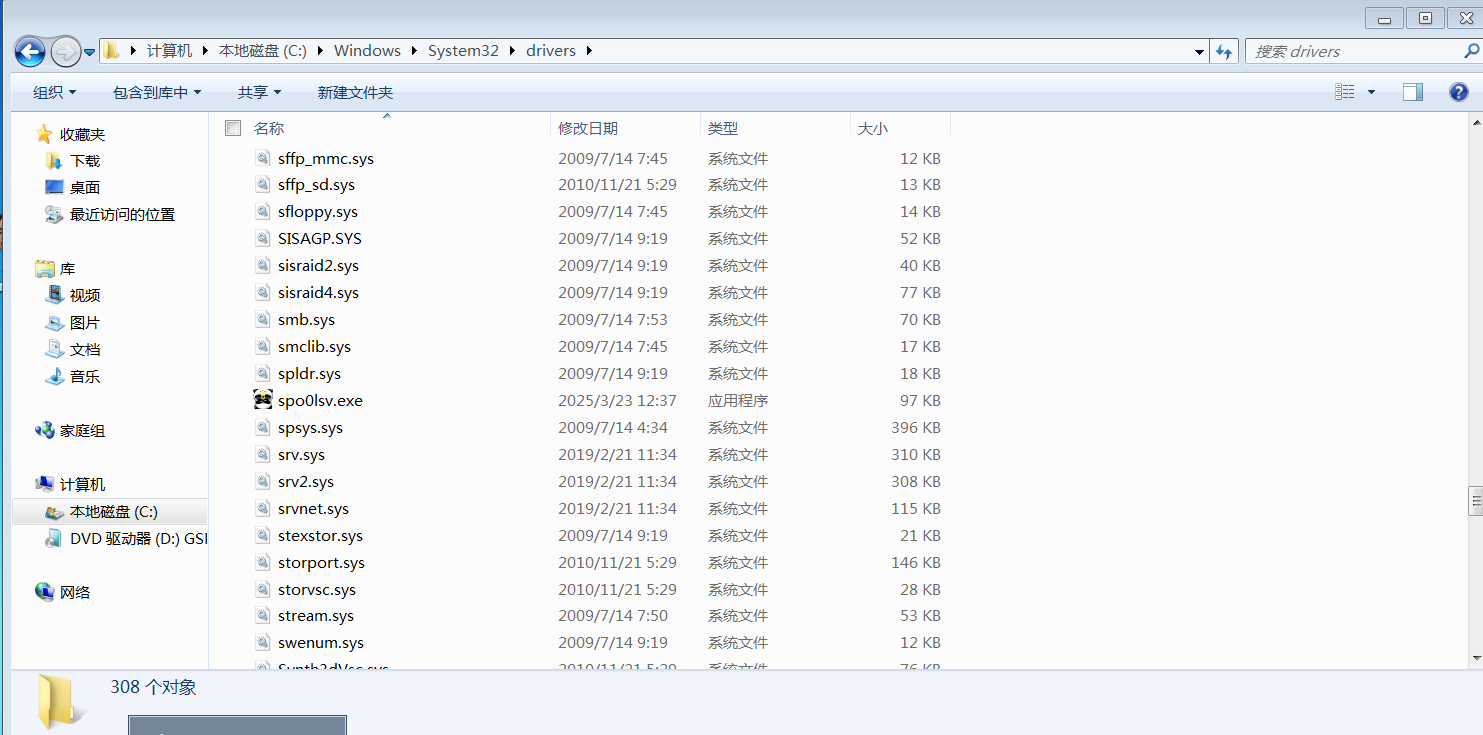 计算机 本地磁盘 (C:) Windows System32 drivers 搜索 drivers
组织 包含到库中 共享 新建文件夹
收藏夹
下载
桌面
最近访问的位置
库
视频
图片
文档
音乐
家庭组
计算机
本地磁盘 (C:)
DVD 驱动器 (D:) GSI
网络
名称 修改日期 类型 大小
sffp_mmc.sys 2009/7/14 7:45 系统文件 12 KB
sffp_sd.sys 2010/11/21 5:29 系统文件 13 KB
sfloppy.sys 2009/7/14 7:45 系统文件 14 KB
SISAGP.SYS 2009/7/14 9:19 系统文件 52 KB
sisraid2.sys 2009/7/14 9:19 系统文件 40 KB
sisraid4.sys 2009/7/14 9:19 系统文件 77 KB
smb.sys 2009/7/14 7:53 系统文件 70 KB
smclib.sys 2009/7/14 7:45 系统文件 17 KB
spldr.sys 2009/7/14 9:19 系统文件 18 KB
spo0lsv.exe 2025/3/23 12:37 应用程序 97 KB
spsys.sys 2009/7/14 4:34 系统文件 396 KB
srv.sys 2019/2/21 11:34 系统文件 310 KB
srv2.sys 2019/2/21 11:34 系统文件 308 KB
srvnet.sys 2019/2/21 11:34 系统文件 115 KB
stexstor.sys 2009/7/14 9:19 系统文件 21 KB
storport.sys 2010/11/21 5:29 系统文件 146 KB
storvsc.sys 2010/11/21 5:29 系统文件 28 KB
stream.sys 2009/7/14 7:50 系统文件 53 KB
swenum.sys 2009/7/14 9:19 系统文件 12 KB
Synth3dVsc.sys 2010/11/21 5:29 系统文件 76 KB
308 个对象